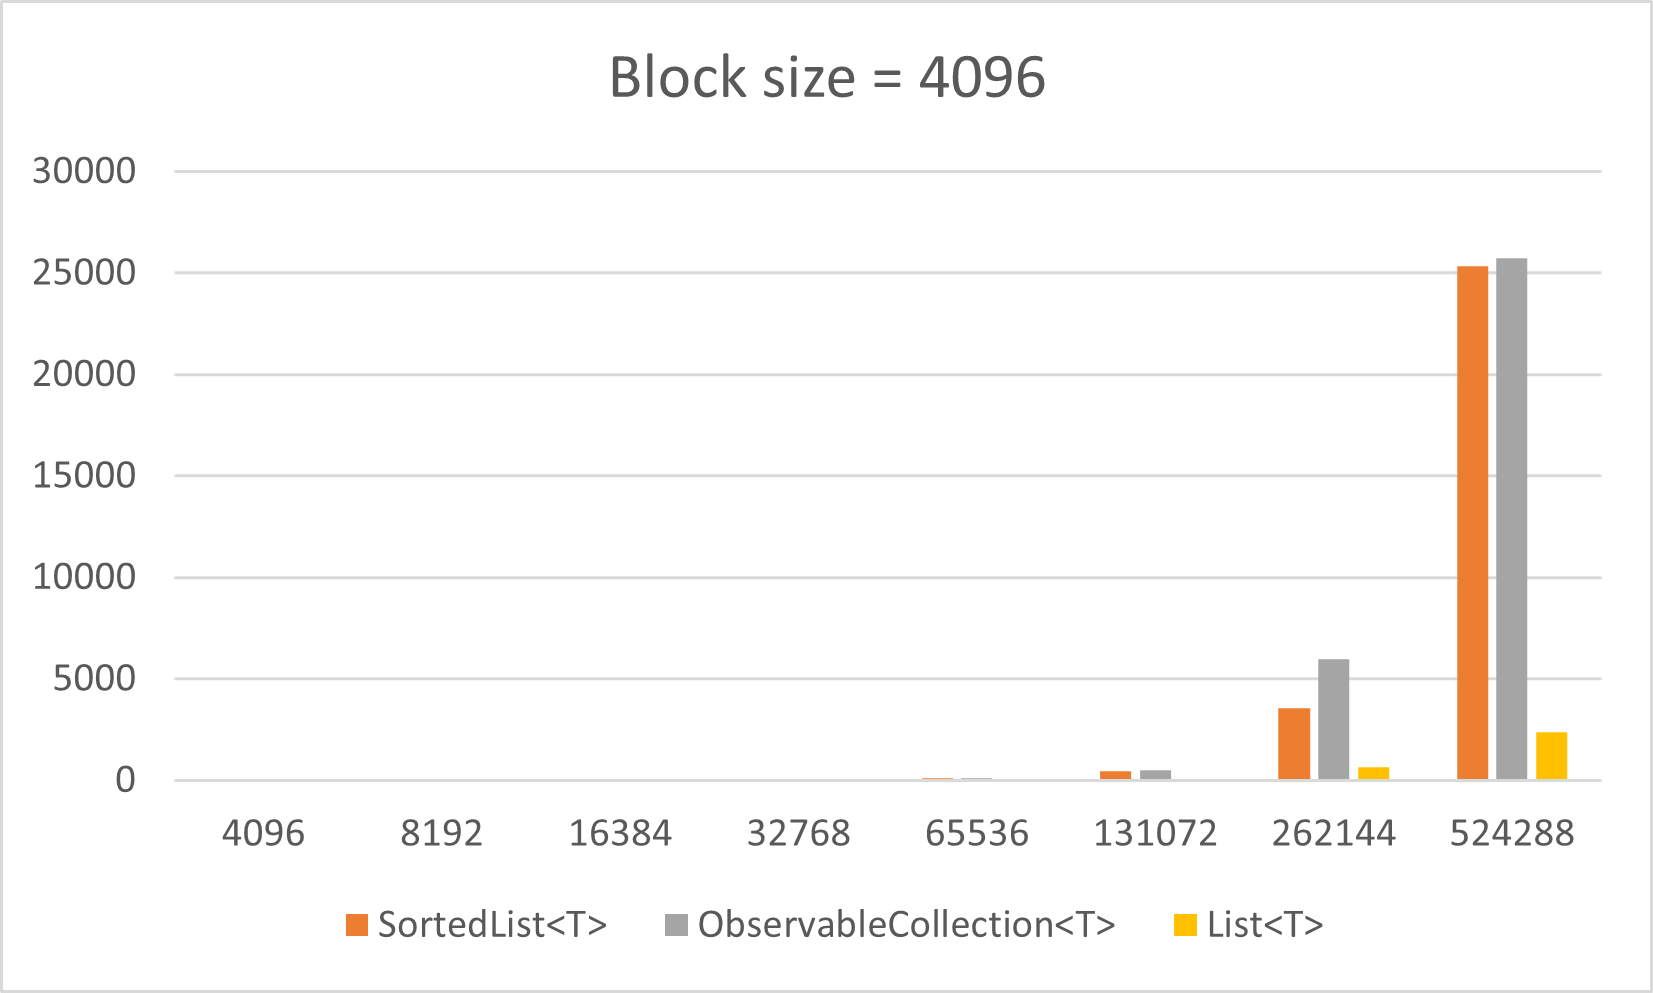 Block size = 4096
30000
25000
20000
15000
10000
5000
0
4096 8192 16384 32768 65536 131072 262144 524288
SortedList<T> ObservableCollection<T> List<T>